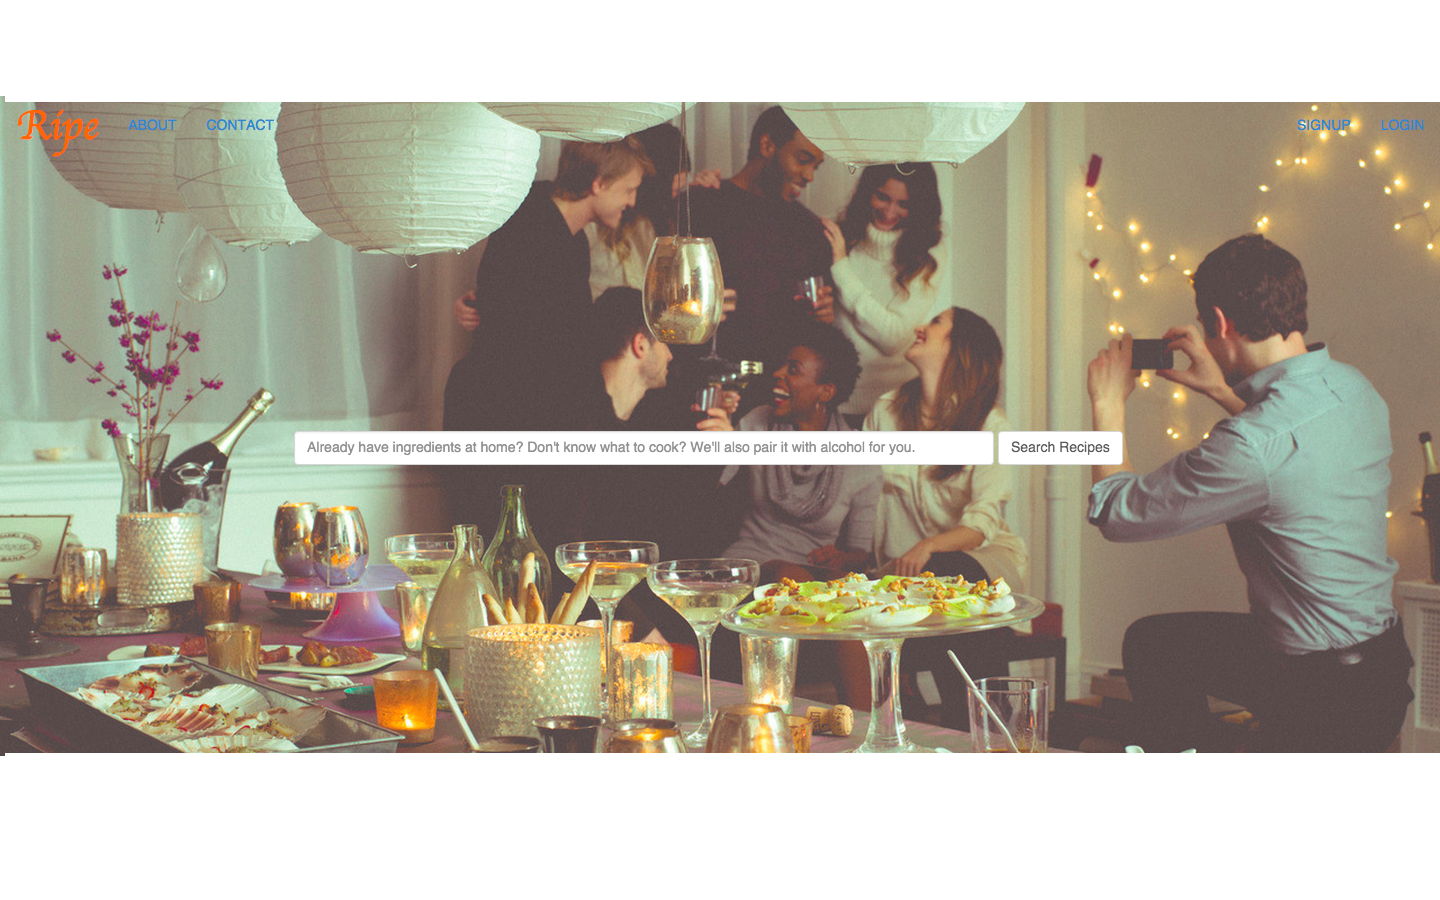 Ripe
ABOUT
CONTACT
SIGNUP
LOGIN
Already have ingredients at home? Don't know what to cook? We'll also pair it with alcohol for you.
Search Recipes